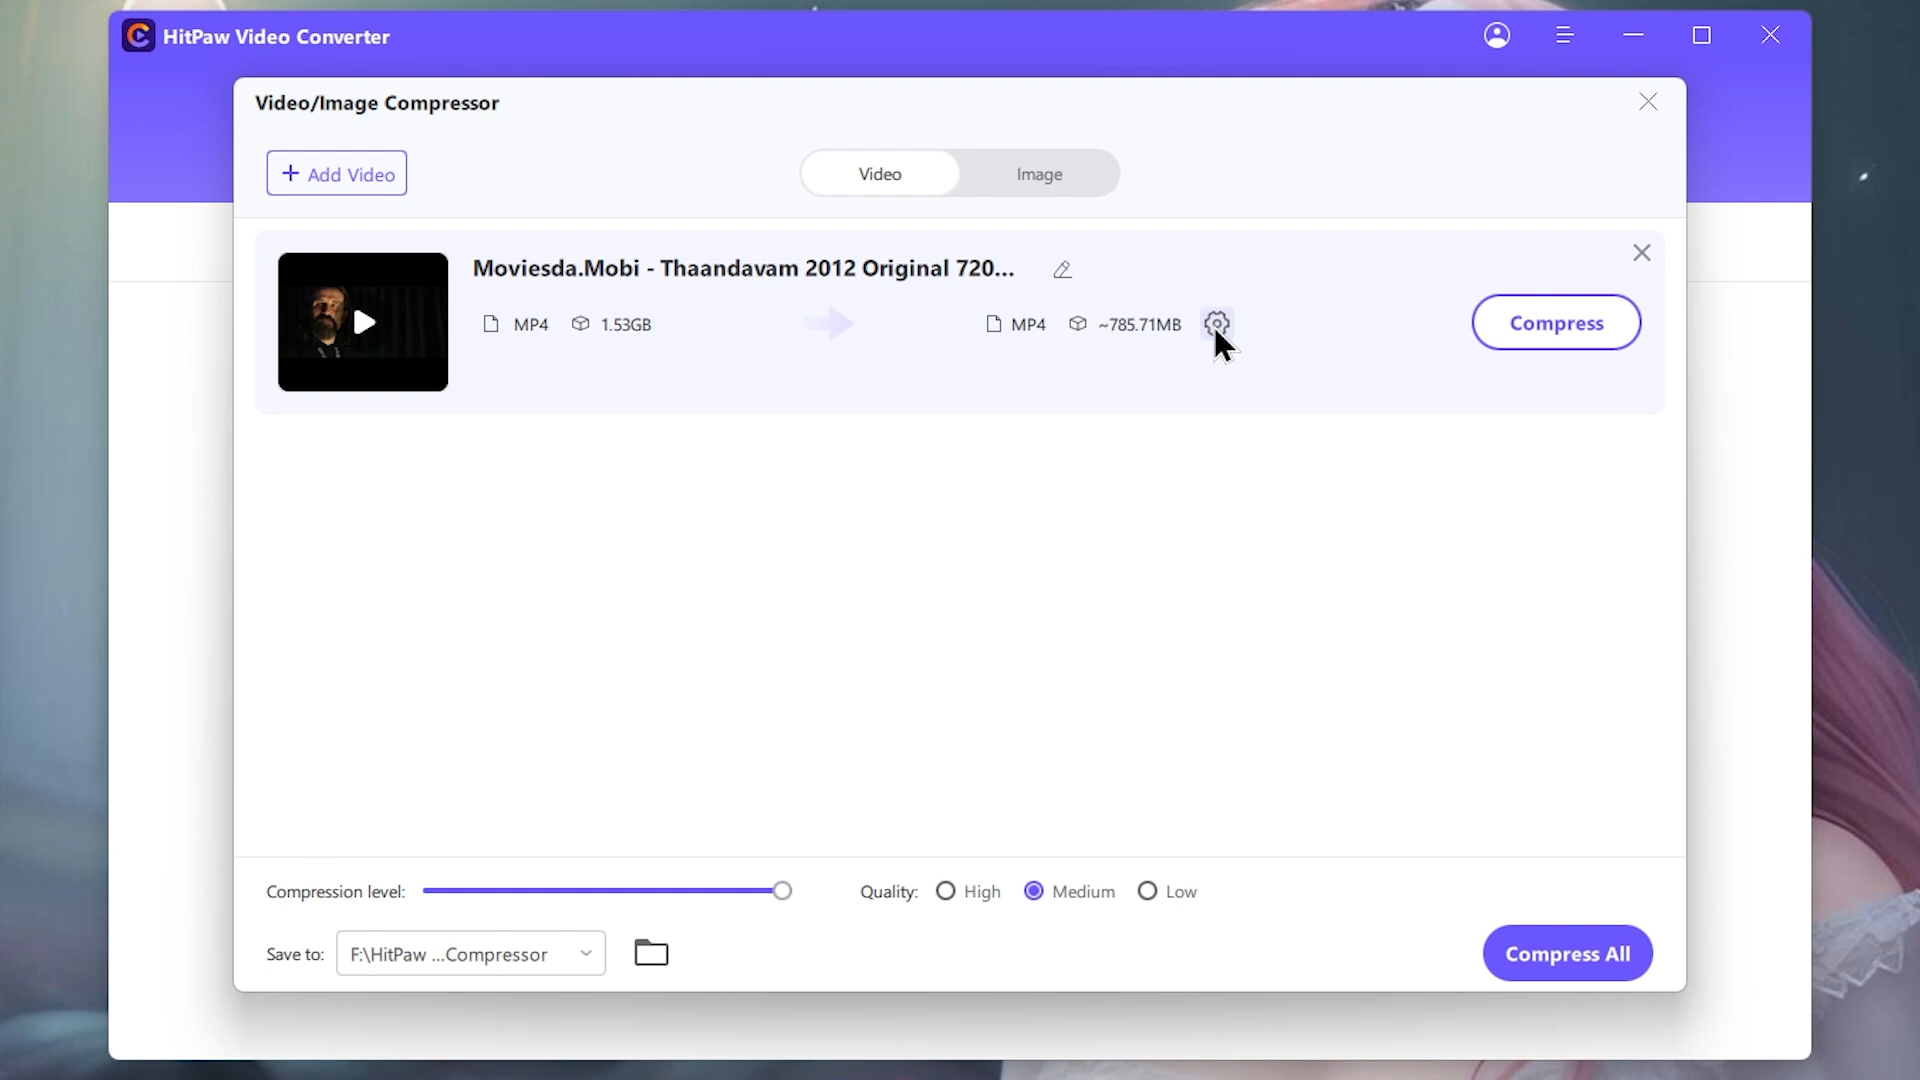 HitPaw Video Converter
Video/Image Compressor
+ Add Video
Video
Image
Moviesda.Mobi - Thaandavam 2012 Original 720...
MP4 1.53GB
MP4 ~785.71MB
Compress
Compression level:
Quality: High Medium Low
Save to: F:\HitPaw ...Compressor
Compress All